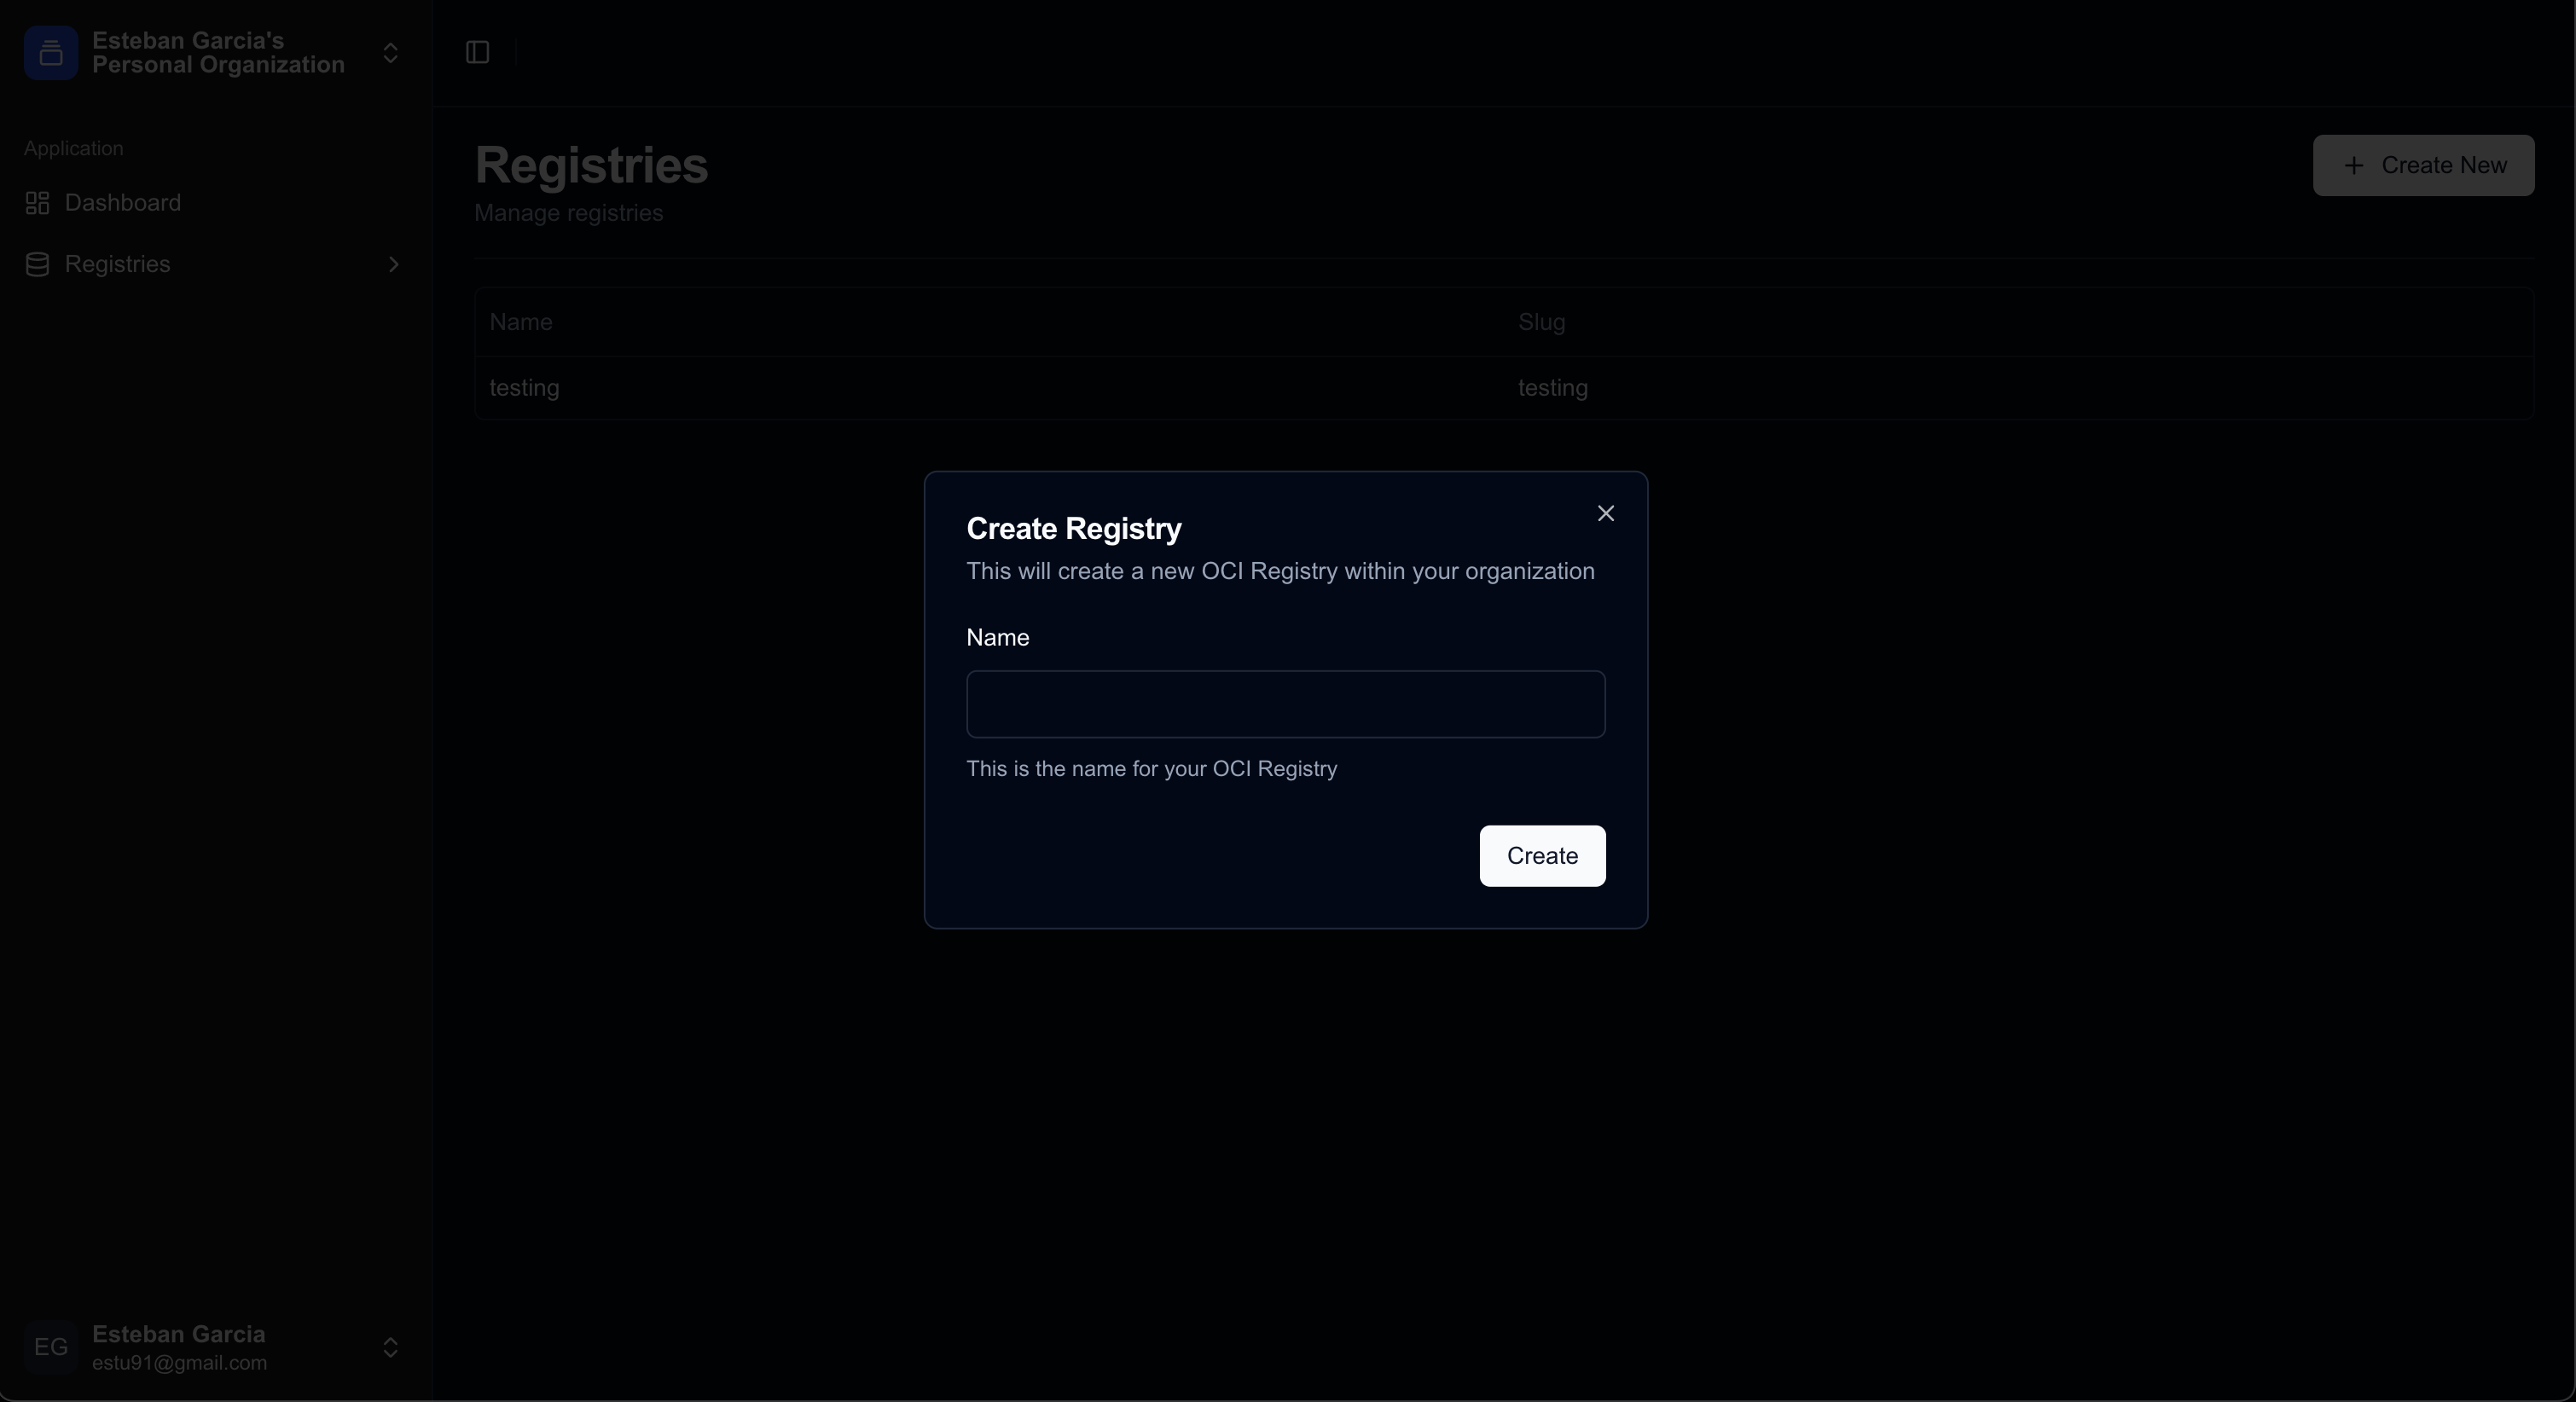 Esteban Garcia's
Personal Organization
Application
Dashboard
Registries
Registries
Manage registries
Create New
Name Slug
testing testing
Create Registry
This will create a new OCI Registry within your organization
Name
This is the name for your OCI Registry
Create
EG
Esteban Garcia
estu91@gmail.com